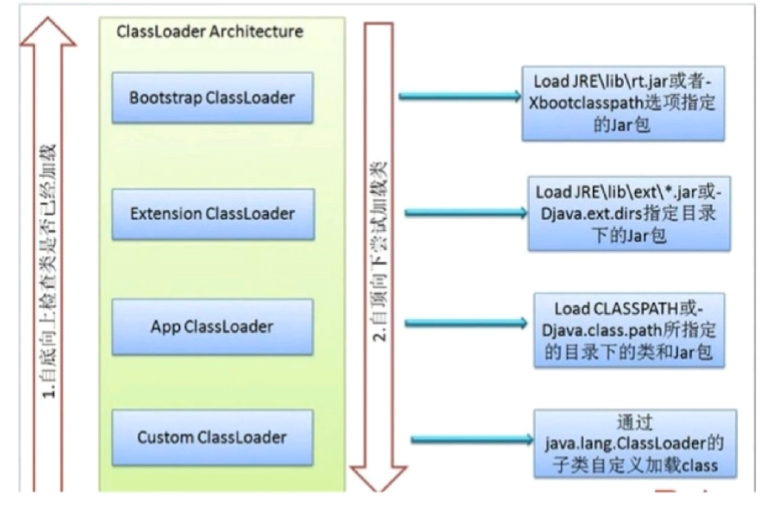 ClassLoader Architecture
Bootstrap ClassLoader
Extension ClassLoader
App ClassLoader
Custom ClassLoader
1.自底向上检查类是否已经加载
2.自顶向下尝试加载类
Load JRE\lib\rt.jar或者-
Xbootclasspath选项指定
的Jar包
Load JRE\lib\ext\*.jar或-
Djava.ext.dirs指定目录
下的Jar包
Load CLASSPATH或-
Djava.class.path所指定
的目录下的类和Jar包
通过
java.lang.ClassLoader的
子类自定义加载class